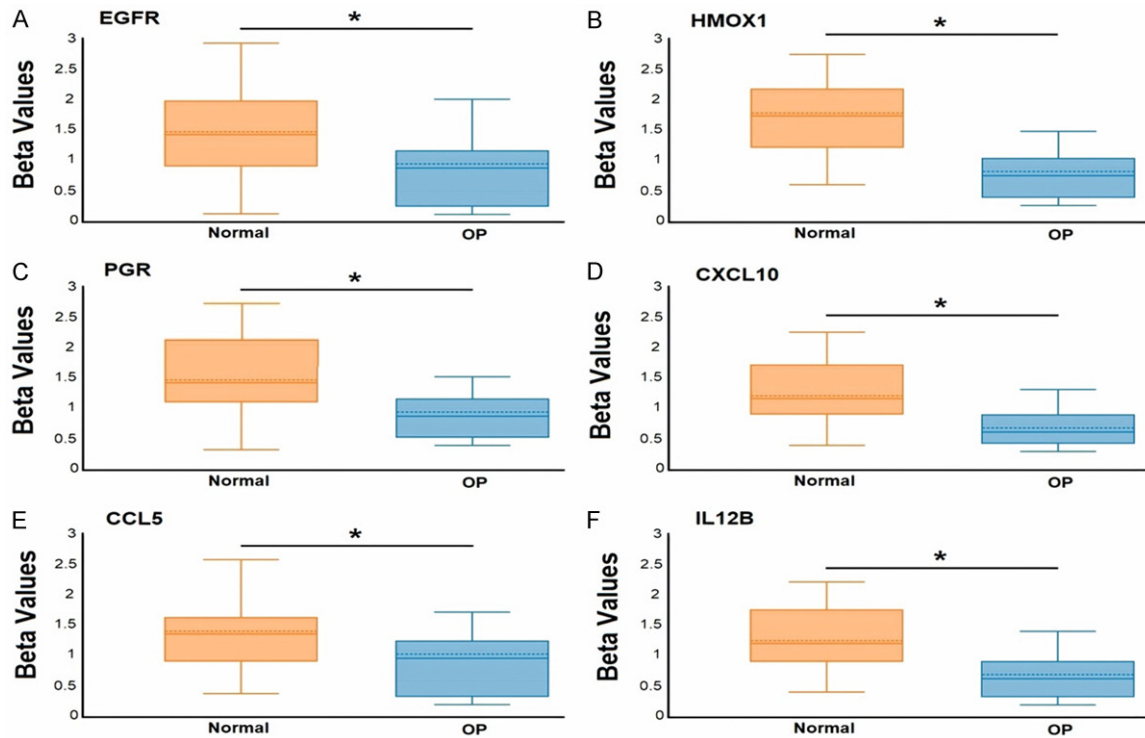 A
EGFR
*
Beta Values
3
2.5
2
1.5
1
0.5
0
Normal
OP
B
HMOX1
*
Beta Values
3
2.5
2
1.5
1
0.5
0
Normal
OP
C
PGR
*
Beta Values
3
2.5
2
1.5
1
0.5
0
Normal
OP
D
CXCL10
*
Beta Values
3
2.5
2
1.5
1
0.5
0
Normal
OP
E
CCL5
*
Beta Values
3
2.5
2
1.5
1
0.5
0
Normal
OP
F
IL12B
*
Beta Values
3
2.5
2
1.5
1
0.5
0
Normal
OP